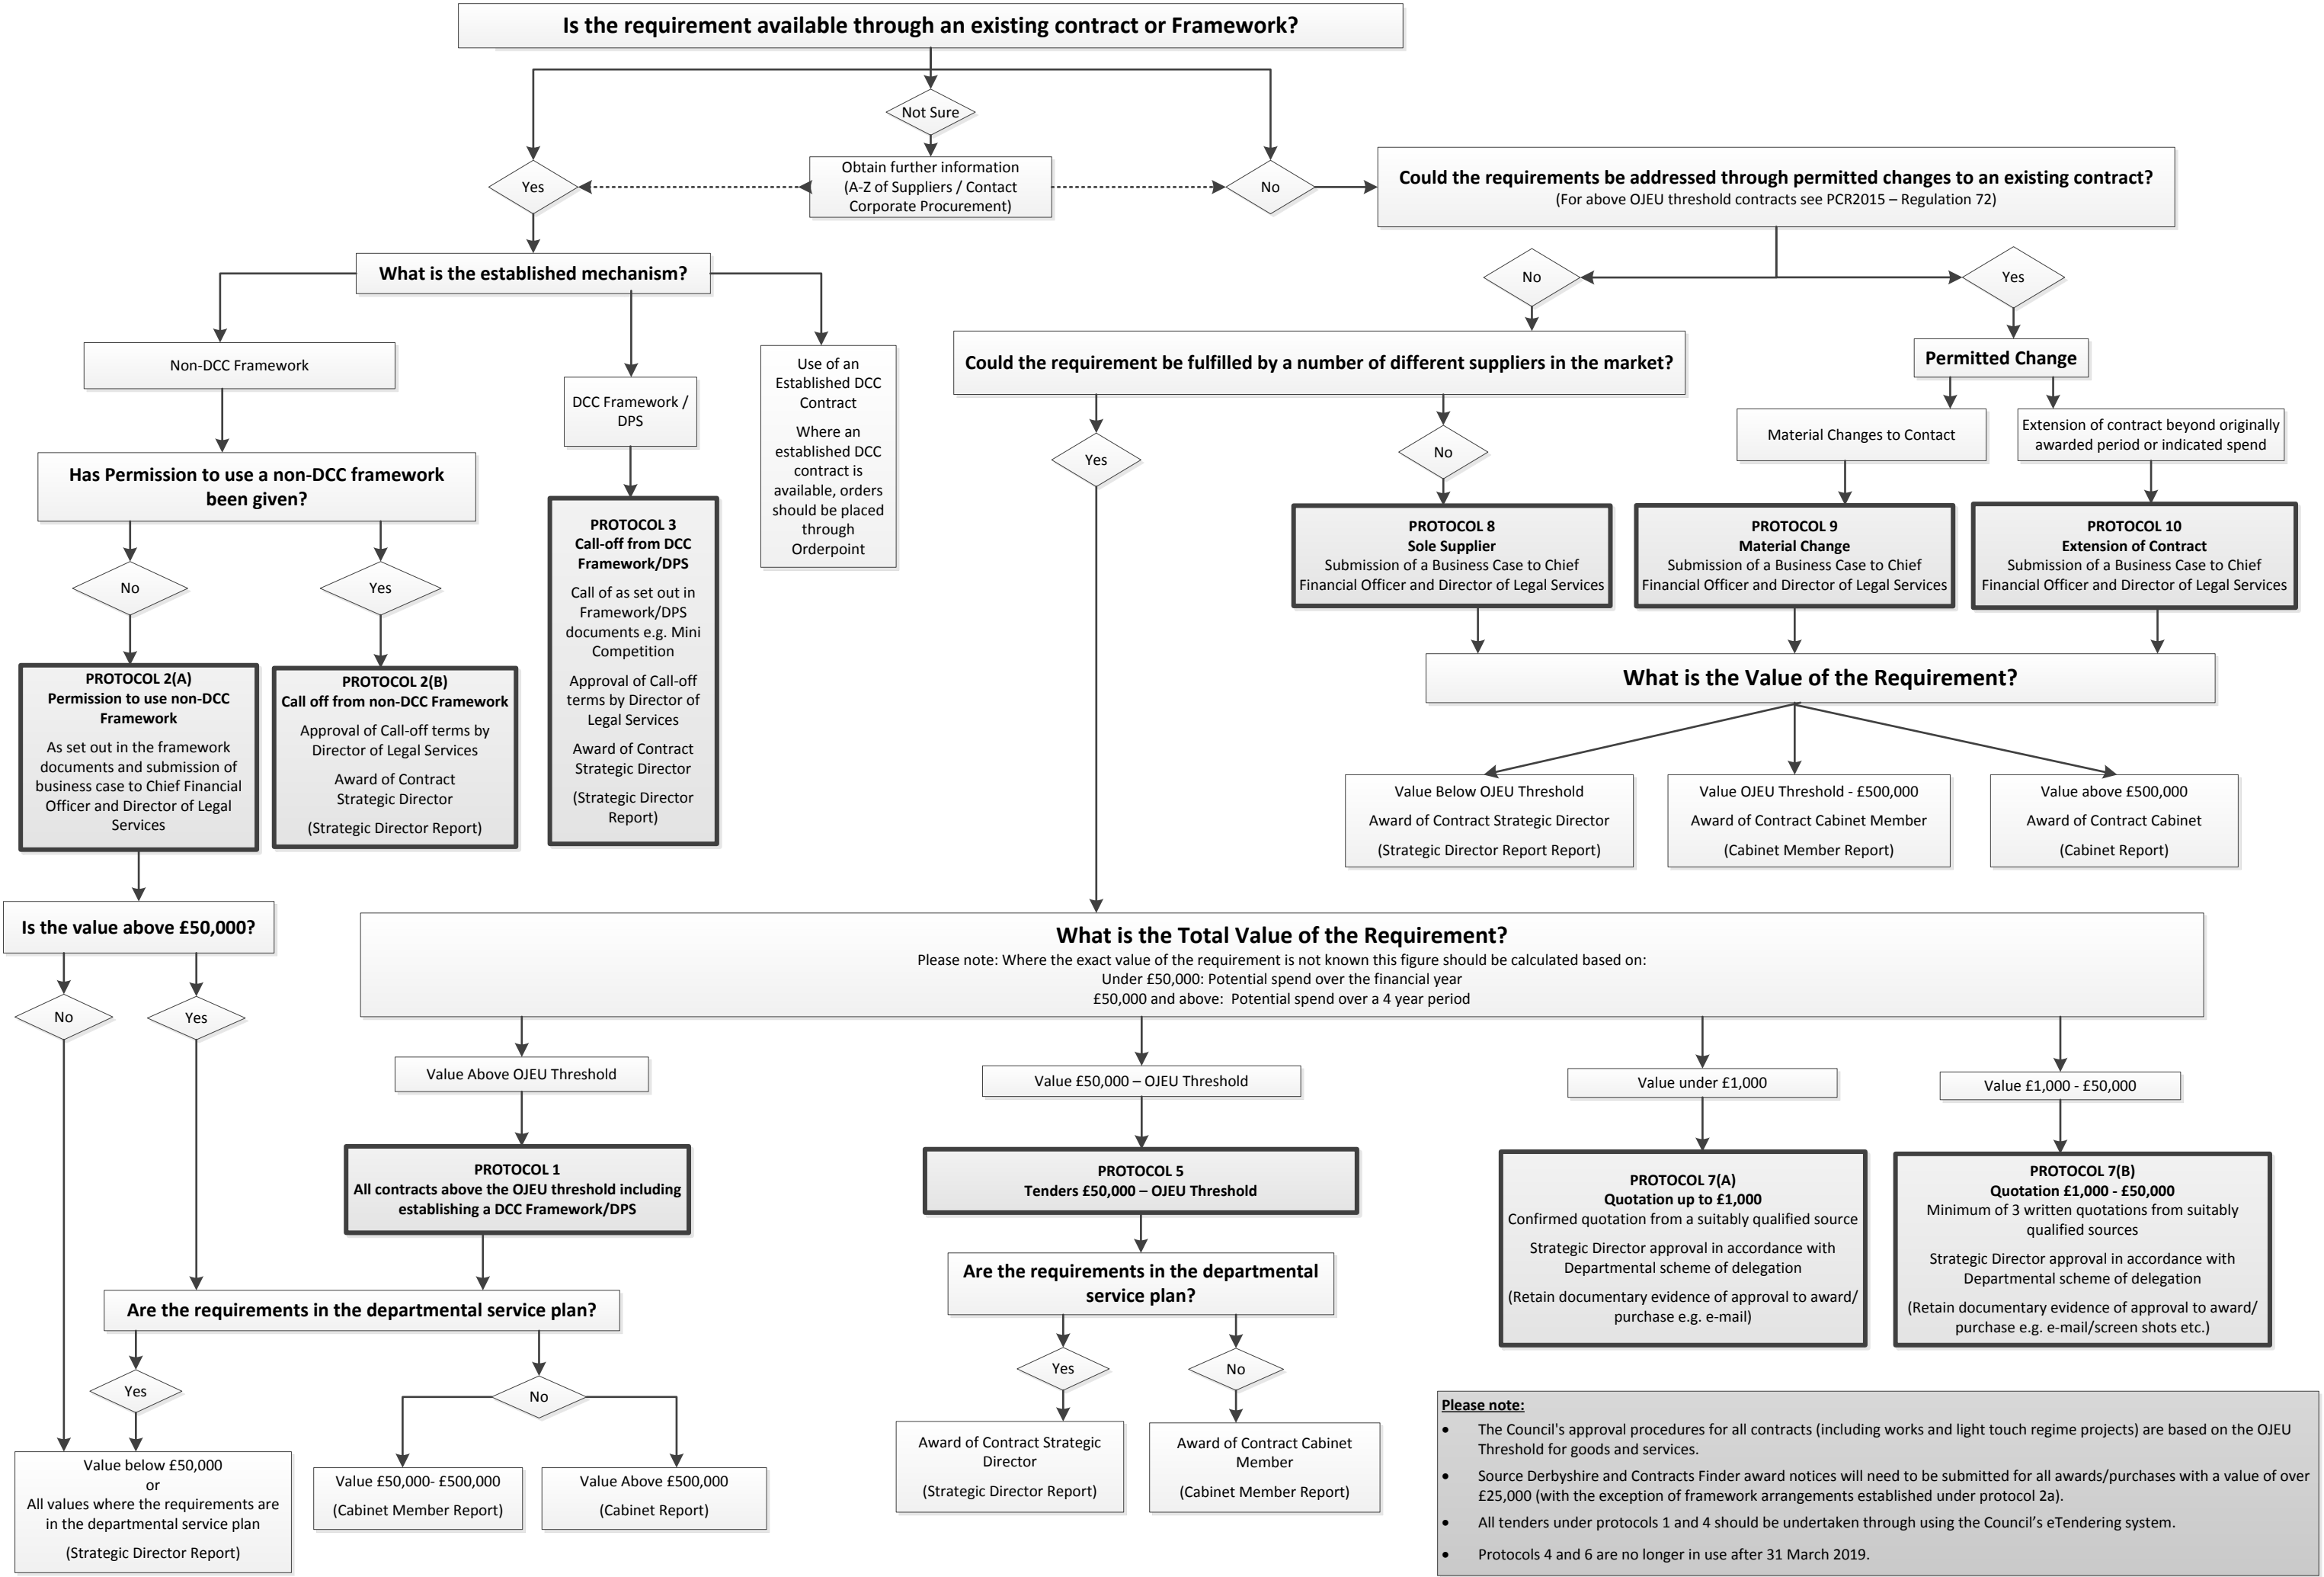 Is the requirement available through an existing contract or Framework?
Not Sure
Obtain further information
(A-Z of Suppliers / Contact
Corporate Procurement)
Yes
No
Could the requirements be addressed through permitted changes to an existing contract?
(For above OJEU threshold contracts see PCR2015 – Regulation 72)
What is the established mechanism?
No
Yes
Non-DCC Framework
DCC Framework /
DPS
Use of an
Established DCC
Contract
Where an
established DCC
contract is
available, orders
should be placed
through
Orderpoint
Could the requirement be fulfilled by a number of different suppliers in the market?
Permitted Change
Material Changes to Contact
Extension of contract beyond originally
awarded period or indicated spend
Yes
No
Has Permission to use a non-DCC framework
been given?
No
Yes
PROTOCOL 3
Call-off from DCC
Framework/DPS
Call of as set out in
Framework/DPS
documents e.g. Mini
Competition
Approval of Call-off
terms by Director of
Legal Services
Award of Contract
Strategic Director
(Strategic Director
Report)
PROTOCOL 8
Sole Supplier
Submission of a Business Case to Chief
Financial Officer and Director of Legal Services
PROTOCOL 9
Material Change
Submission of a Business Case to Chief
Financial Officer and Director of Legal Services
PROTOCOL 10
Extension of Contract
Submission of a Business Case to Chief
Financial Officer and Director of Legal Services
PROTOCOL 2(A)
Permission to use non-DCC
Framework
As set out in the framework
documents and submission of
business case to Chief Financial
Officer and Director of Legal
Services
PROTOCOL 2(B)
Call off from non-DCC Framework
Approval of Call-off terms by
Director of Legal Services
Award of Contract
Strategic Director
(Strategic Director Report)
What is the Value of the Requirement?
Value Below OJEU Threshold
Award of Contract Strategic Director
(Strategic Director Report Report)
Value OJEU Threshold - £500,000
Award of Contract Cabinet Member
(Cabinet Member Report)
Value above £500,000
Award of Contract Cabinet
(Cabinet Report)
Is the value above £50,000?
No
Yes
What is the Total Value of the Requirement?
Please note: Where the exact value of the requirement is not known this figure should be calculated based on:
Under £50,000: Potential spend over the financial year
£50,000 and above:  Potential spend over a 4 year period
Value Above OJEU Threshold
Value £50,000 – OJEU Threshold
Value under £1,000
Value £1,000 - £50,000
PROTOCOL 1
All contracts above the OJEU threshold including
establishing a DCC Framework/DPS
PROTOCOL 5
Tenders £50,000 – OJEU Threshold
PROTOCOL 7(A)
Quotation up to £1,000
Confirmed quotation from a suitably qualified source
Strategic Director approval in accordance with
Departmental scheme of delegation
(Retain documentary evidence of approval to award/
purchase e.g. e-mail)
PROTOCOL 7(B)
Quotation £1,000 - £50,000
Minimum of 3 written quotations from suitably
qualified sources
Strategic Director approval in accordance with
Departmental scheme of delegation
(Retain documentary evidence of approval to award/
purchase e.g. e-mail/screen shots etc.)
Are the requirements in the departmental service plan?
Yes
No
Are the requirements in the departmental
service plan?
Yes
No
Value below £50,000
or
All values where the requirements are
in the departmental service plan
(Strategic Director Report)
Value £50,000- £500,000
(Cabinet Member Report)
Value Above £500,000
(Cabinet Report)
Award of Contract Strategic
Director
(Strategic Director Report)
Award of Contract Cabinet
Member
(Cabinet Member Report)
Please note:
• The Council's approval procedures for all contracts (including works and light touch regime projects) are based on the OJEU
Threshold for goods and services.
• Source Derbyshire and Contracts Finder award notices will need to be submitted for all awards/purchases with a value of over
£25,000 (with the exception of framework arrangements established under protocol 2a).
• All tenders under protocols 1 and 4 should be undertaken through using the Council’s eTendering system.
• Protocols 4 and 6 are no longer in use after 31 March 2019.